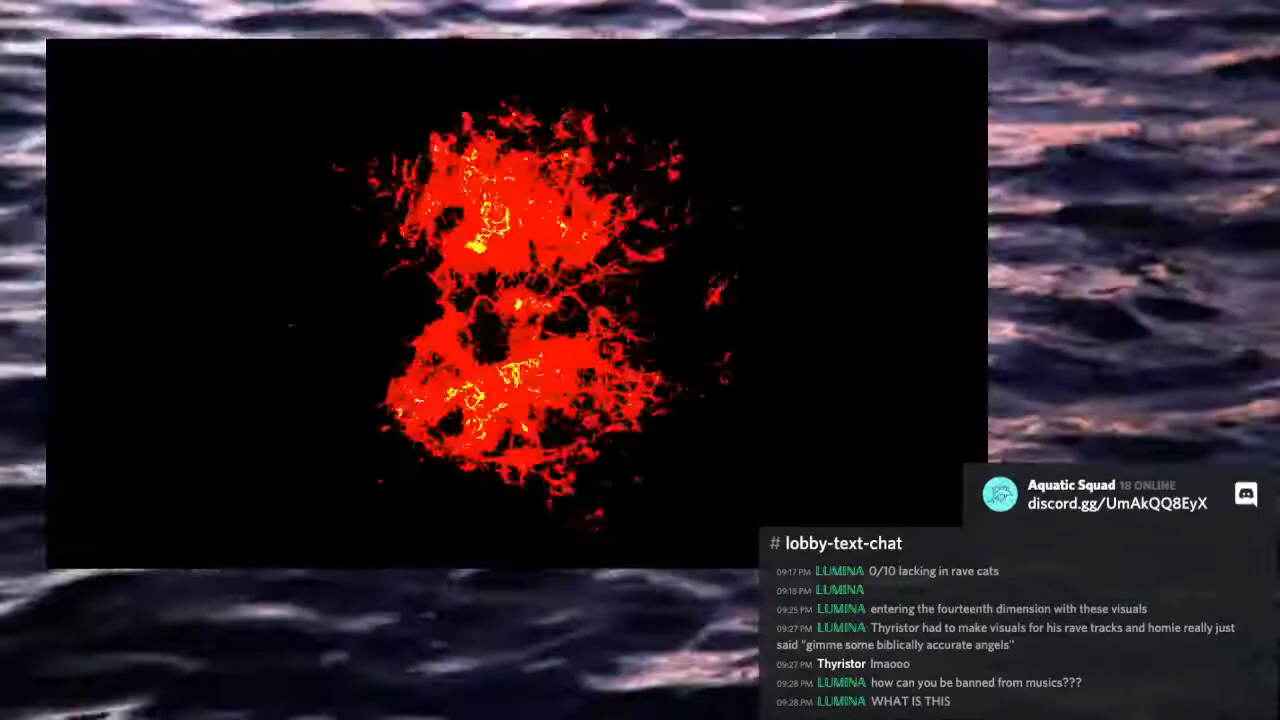 Aquatic Squad 18 ONLINE
discord.gg/UmAkQQ8EyX
# lobby-text-chat
09:17 PM LUMINA 0/10 lacking in rave cats
09:18 PM LUMINA
09:25 PM LUMINA entering the fourteenth dimension with these visuals
09:27 PM LUMINA Thyristor had to make visuals for his rave tracks and homie really just
said "gimme some biblically accurate angels"
09:27 PM Thyristor lmaooo
09:28 PM LUMINA how can you be banned from musics???
09:28 PM LUMINA WHAT IS THIS